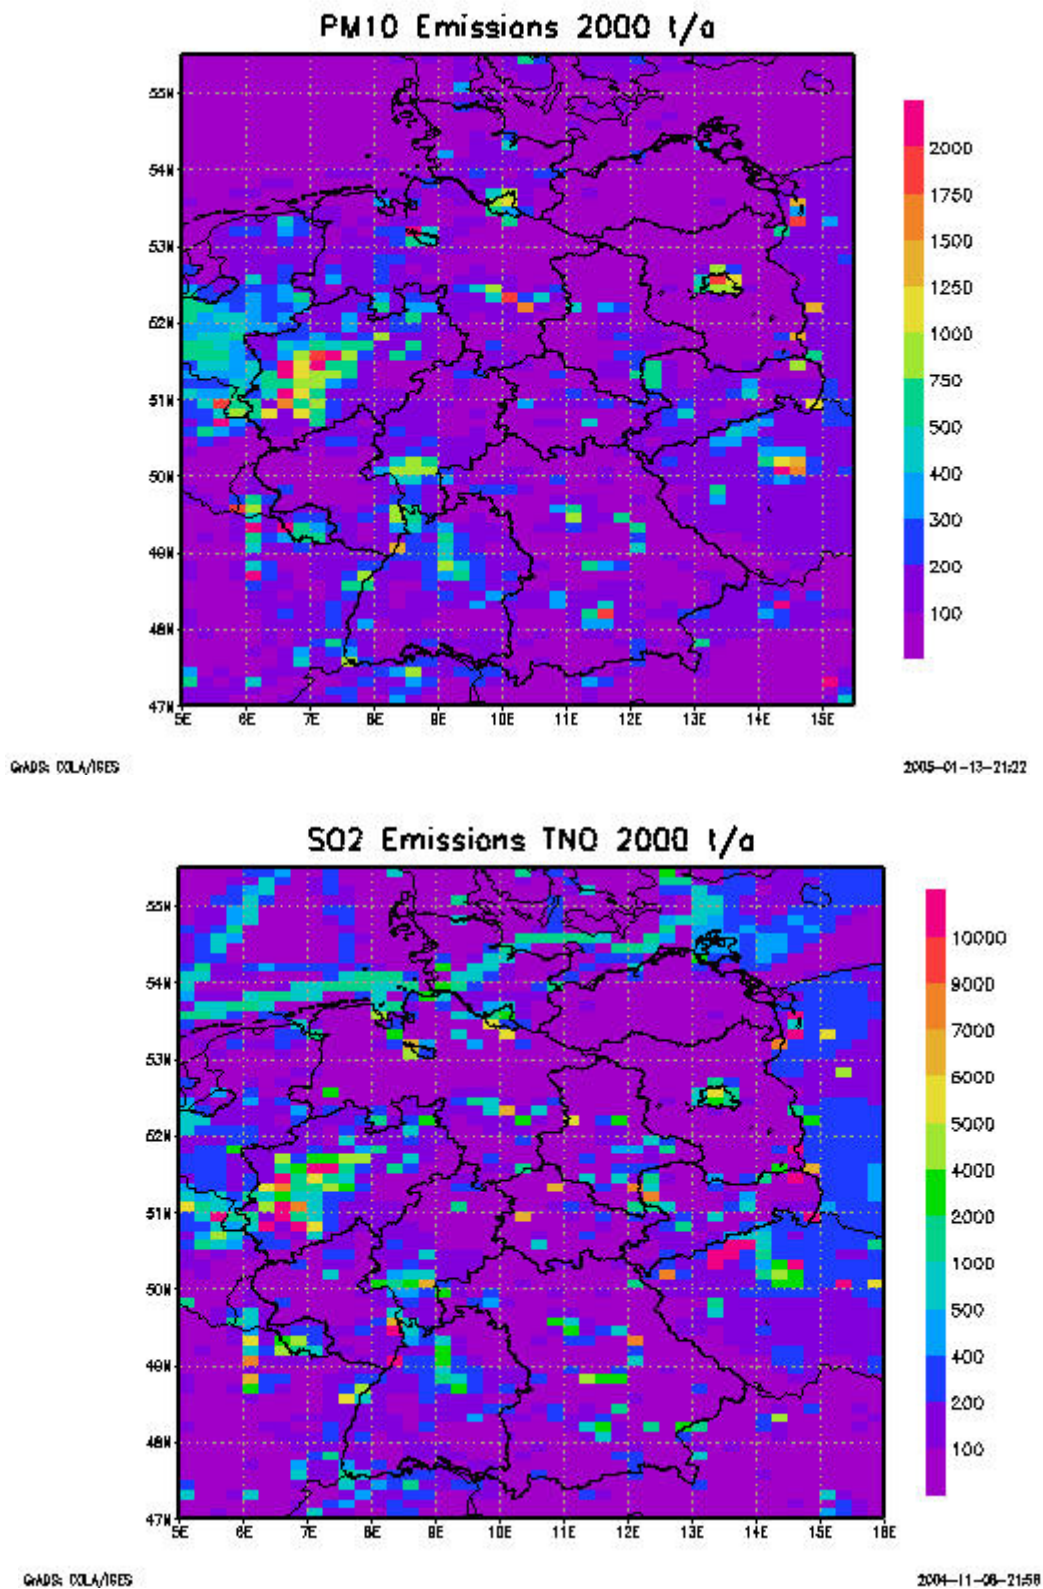 PM10 Emissions 2000 t/a
55N
54N
53N
52N
51N
50N
49N
48N
47N
5E 6E 7E 8E 9E 10E 11E 12E 13E 14E 15E
2000
1750
1500
1250
1000
750
500
400
300
200
100
GrADS: COLA/IGES 2005-01-13-21:22
SO2 Emissions TNO 2000 t/a
55N
54N
53N
52N
51N
50N
49N
48N
47N
5E 6E 7E 8E 9E 10E 11E 12E 13E 14E 15E 16E
10000
9000
7000
6000
5000
4000
2000
1000
500
400
200
100
GrADS: COLA/IGES 2004-11-08-21:58